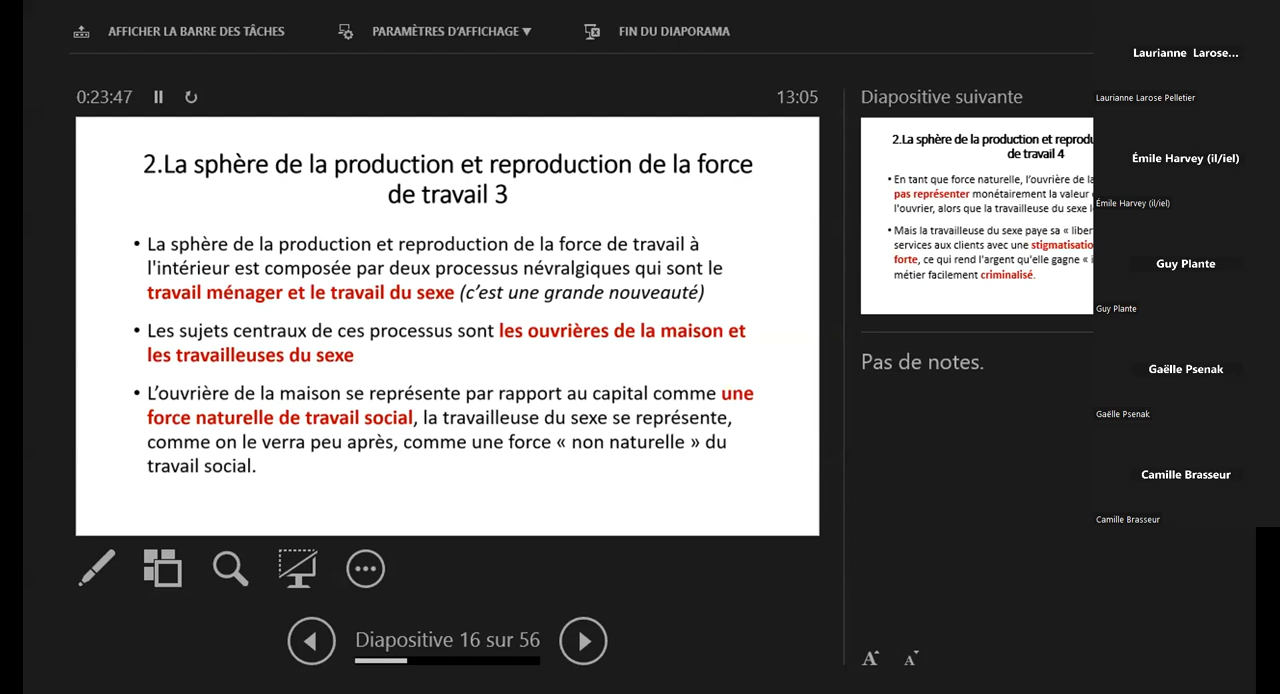 AFFICHER LA BARRE DES TÂCHES
PARAMÈTRES D'AFFICHAGE ▼
FIN DU DIAPORAMA
0:23:47
13:05
2.La sphère de la production et reproduction de la force
de travail 3
• La sphère de la production et reproduction de la force de travail à
l'intérieur est composée par deux processus névralgiques qui sont le
travail ménager et le travail du sexe (c'est une grande nouveauté)
• Les sujets centraux de ces processus sont les ouvrières de la maison et
les travailleuses du sexe
• L'ouvrière de la maison se représente par rapport au capital comme une
force naturelle de travail social, la travailleuse du sexe se représente,
comme on le verra peu après, comme une force « non naturelle » du
travail social.
Diapositive 16 sur 56
Diapositive suivante
2.La sphère de la production et
de travail 4
• En tant que force naturelle, l'ouvrière de
pas représenter monétairement la valeur
l'ouvrier, alors que la travailleuse du sexe
• Mais la travailleuse du sexe paye sa «
services aux clients avec une
forte, ce qui rend l'argent qu'elle gagne «
métier facilement criminalisé.
Pas de notes.
A A
Laurianne Larose...
Laurianne Larose Pelletier
Émile Harvey (il/iel)
Émile Harvey (il/iel)
Guy Plante
Guy Plante
Gaëlle Psenak
Gaëlle Psenak
Camille Brasseur
Camille Brasseur